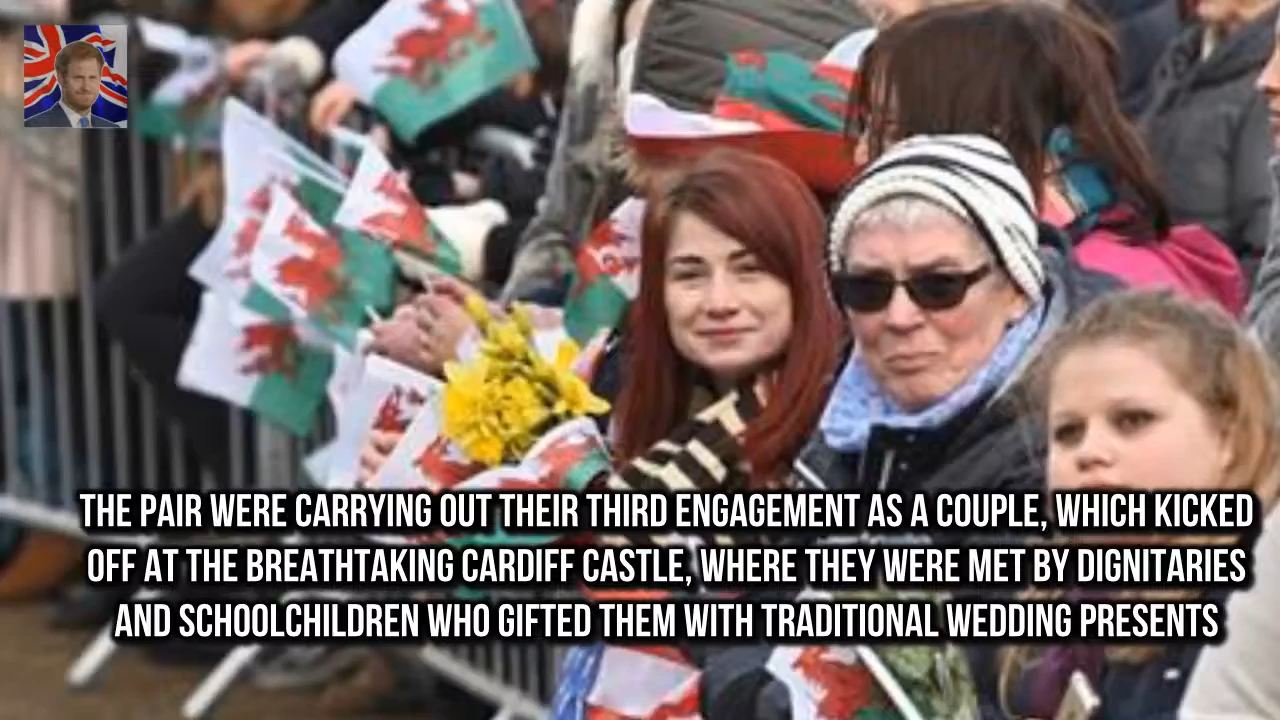 THE PAIR WERE CARRYING OUT THEIR THIRD ENGAGEMENT AS A COUPLE, WHICH KICKED
OFF AT THE BREATHTAKING CARDIFF CASTLE, WHERE THEY WERE MET BY DIGNITARIES
AND SCHOOLCHILDREN WHO GIFTED THEM WITH TRADITIONAL WEDDING PRESENTS